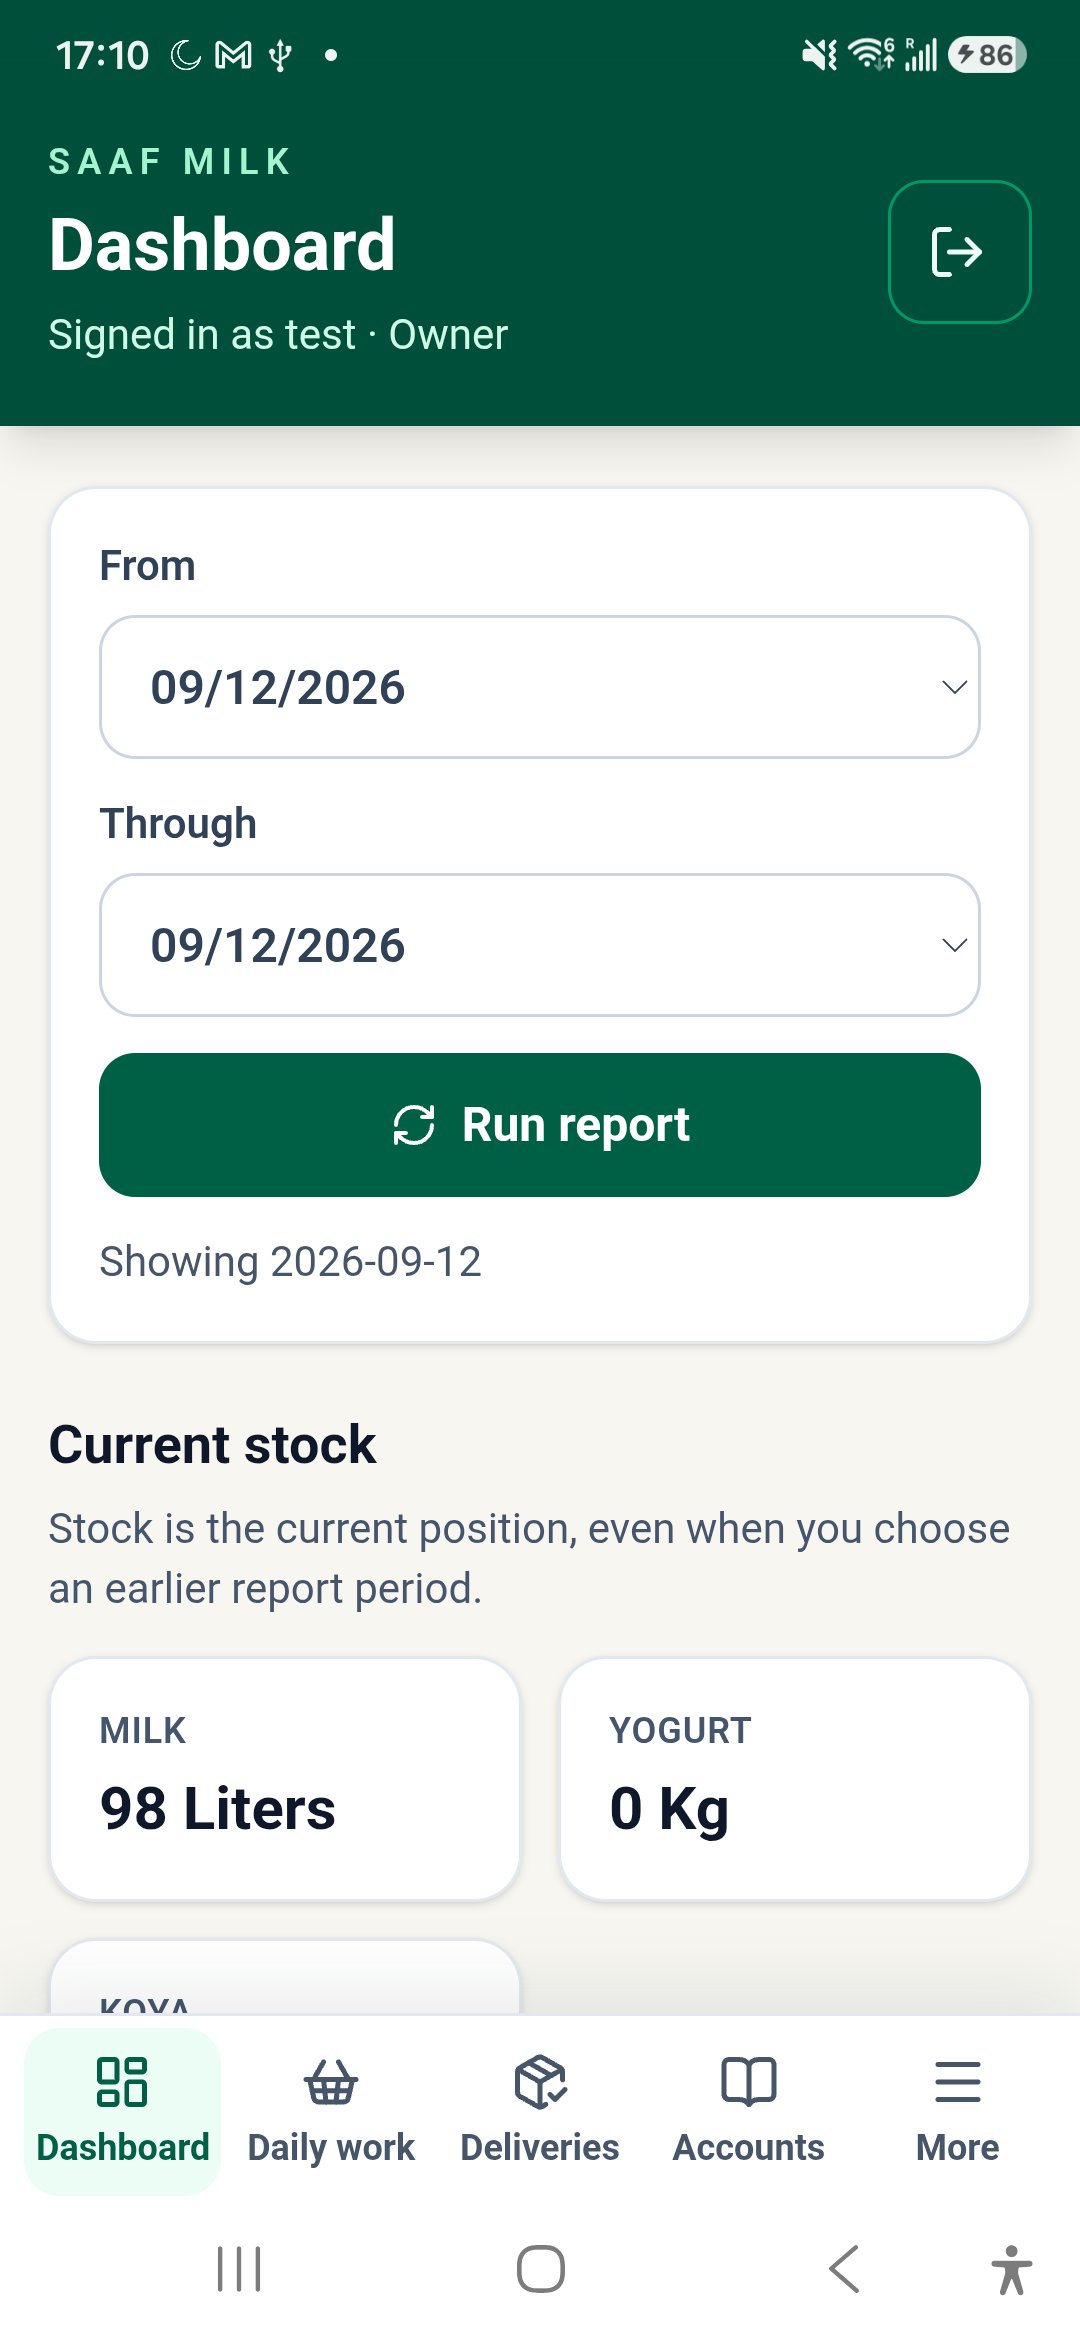 17:10
6 R 86
SAAF MILK
Dashboard
Signed in as test · Owner
From
09/12/2026
Through
09/12/2026
Run report
Showing 2026-09-12
Current stock
Stock is the current position, even when you choose
an earlier report period.
MILK
98 Liters
YOGURT
0 Kg
KOYA
Dashboard
Daily work
Deliveries
Accounts
More